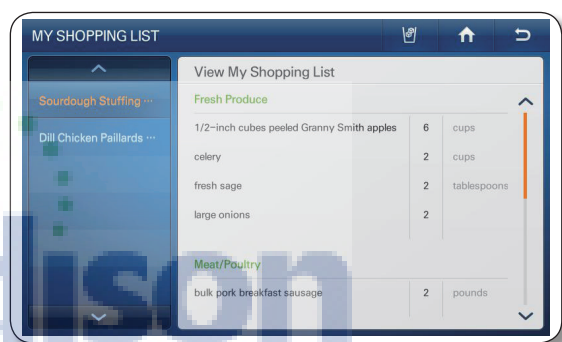 MY SHOPPING LIST
Sourdough Stuffing ...
Dill Chicken Paillards ...
View My Shopping List
Fresh Produce
1/2-inch cubes peeled Granny Smith apples 6 cups
celery 2 cups
fresh sage 2 tablespoons
large onions 2
Meat/Poultry
bulk pork breakfast sausage 2 pounds